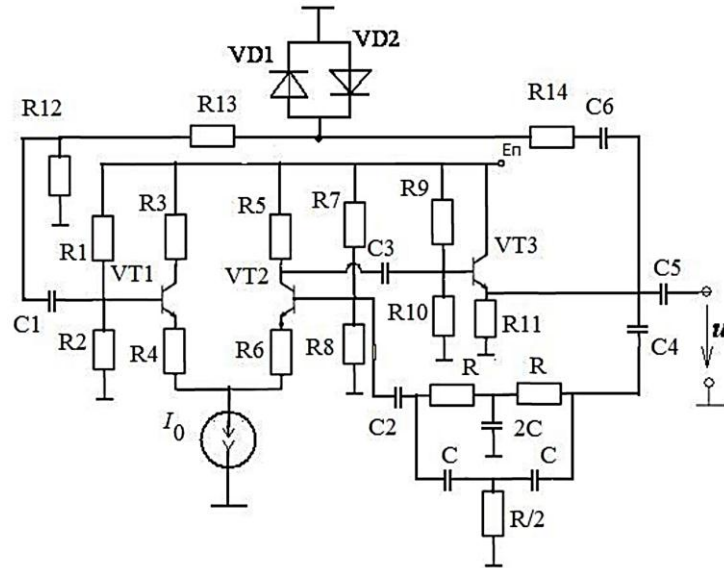 VD1 VD2
R12 R13 R14 C6
Eп
R1 R3 R5 R7 R9
C3
VT1 VT2 VT3
C5
C1 R2 R4 R6 R8 R10 R11
u
C4
R R
I0
C2 2C
C C
R/2